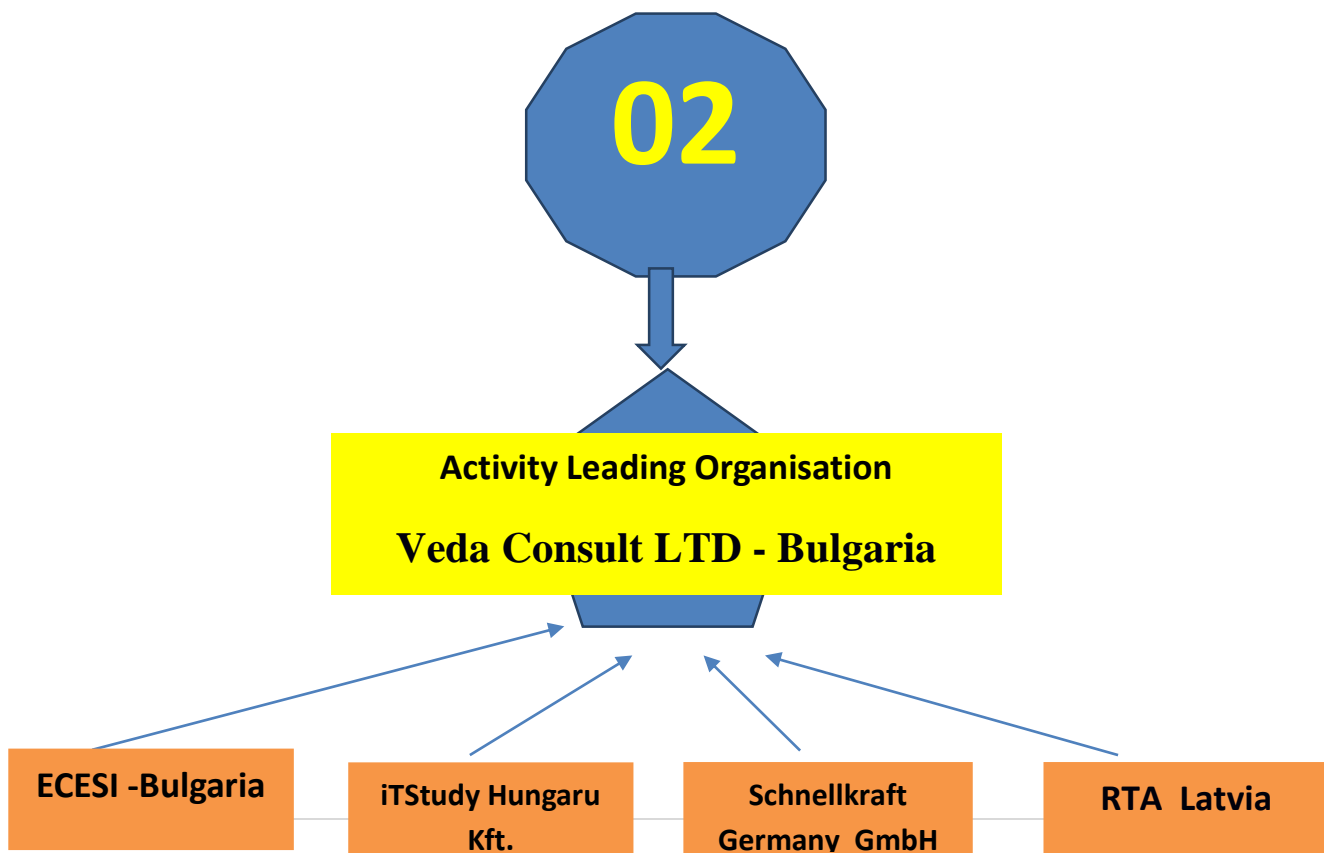 02
Activity Leading Organisation
Veda Consult LTD - Bulgaria
ECESI -Bulgaria
iTStudy Hungaru
Kft.
Schnellkraft
Germany GmbH
RTA Latvia